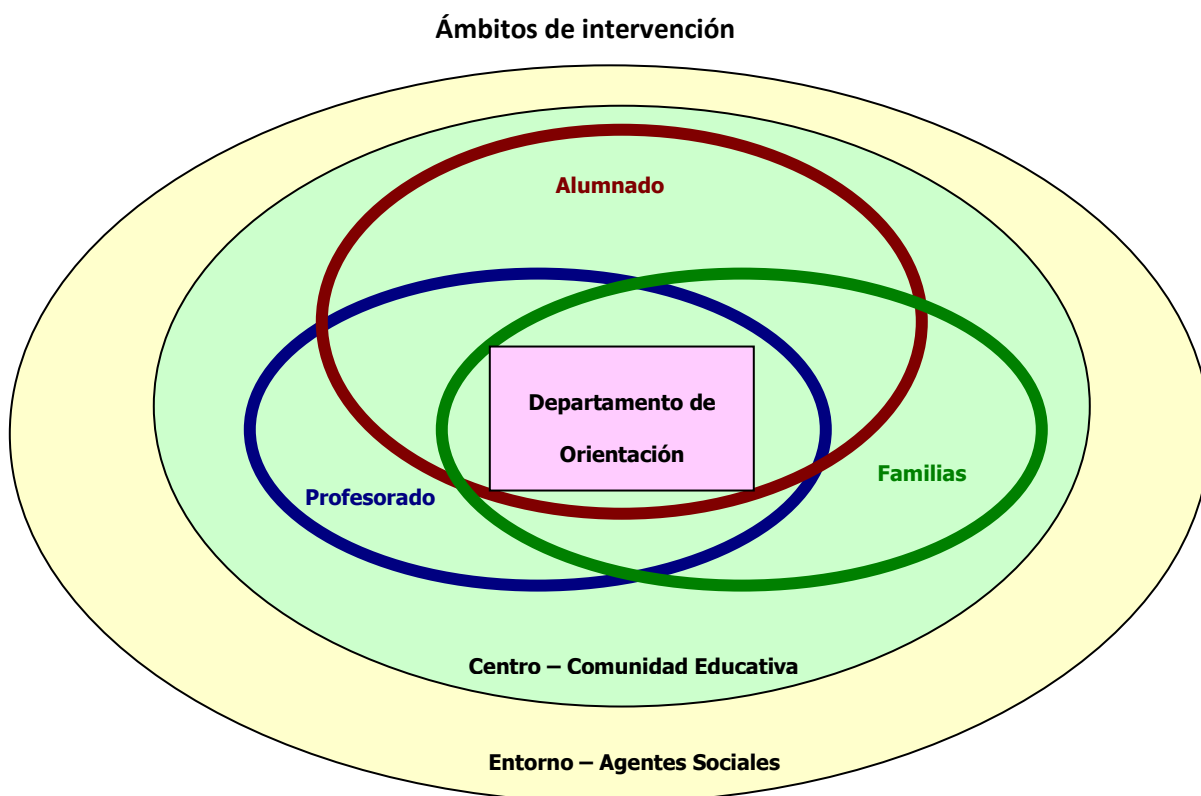 Ámbitos de intervención
Alumnado
Departamento de
Orientación
Familias
Profesorado
Centro – Comunidad Educativa
Entorno – Agentes Sociales